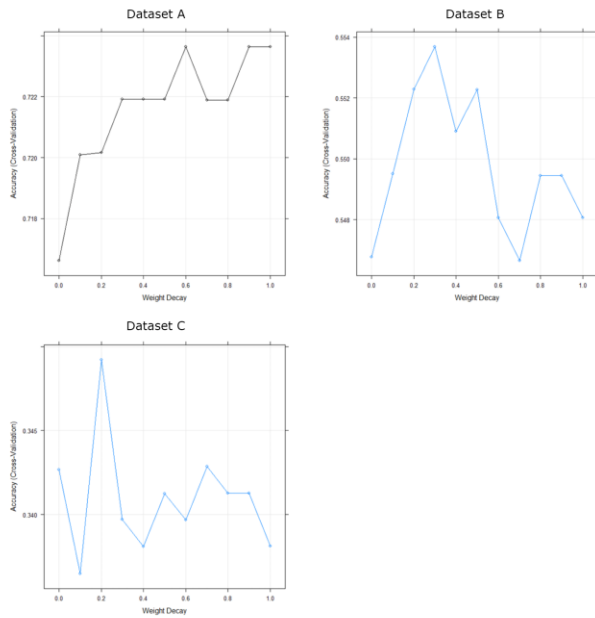 Dataset A
Dataset B
Accuracy (Cross-Validation)
0.722
0.720
0.718
0.0 0.2 0.4 0.6 0.8 1.0
Weight Decay
Accuracy (Cross-Validation)
0.554
0.552
0.550
0.548
0.0 0.2 0.4 0.6 0.8 1.0
Weight Decay
Dataset C
Accuracy (Cross-Validation)
0.345
0.340
0.0 0.2 0.4 0.6 0.8 1.0
Weight Decay